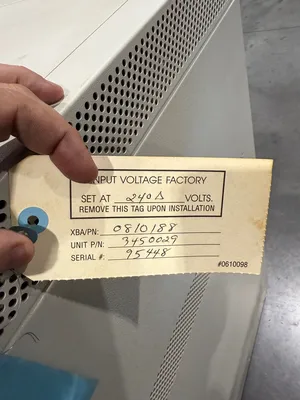 INPUT VOLTAGE FACTORY
SET AT 240Δ VOLTS.
REMOVE THIS TAG UPON INSTALLATION
XBA/PN: 0810188
UNIT P/N: 3450029
SERIAL #: 95448
#0610098